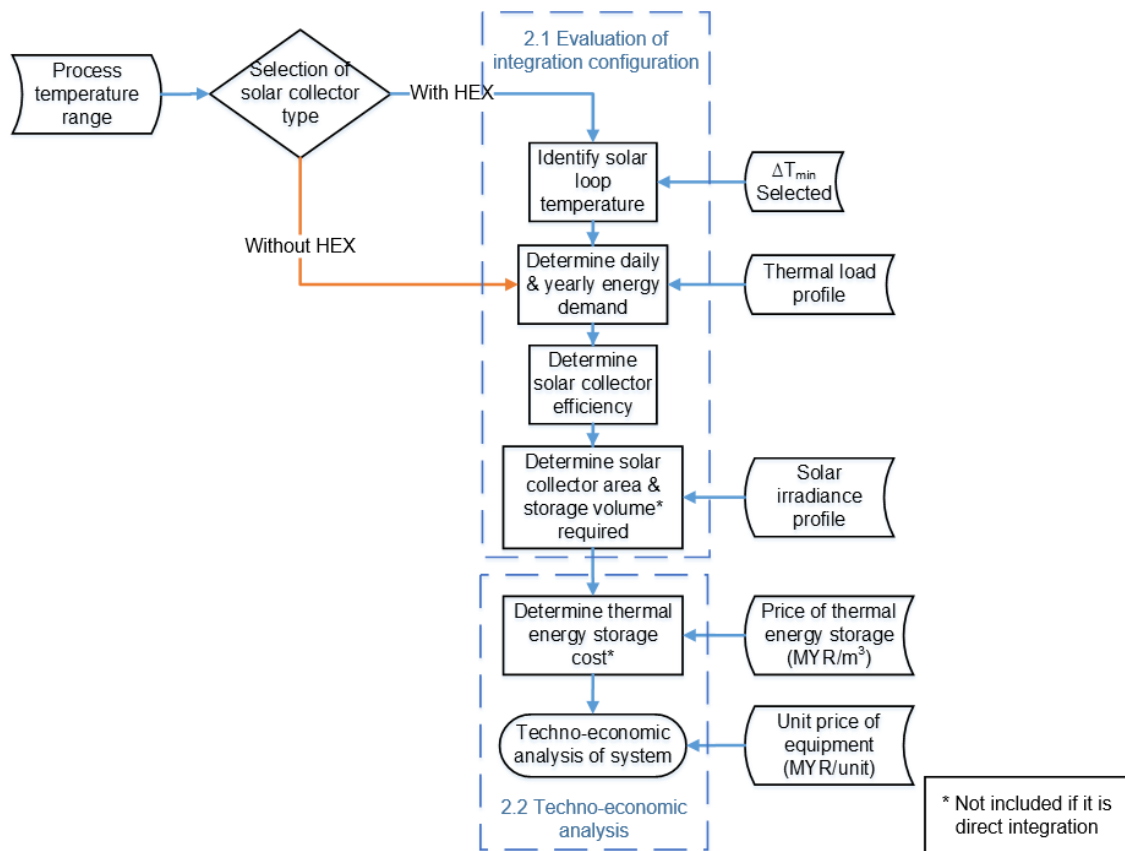 2.1 Evaluation of
integration configuration
Process
temperature
range
Selection of
solar collector
type
With HEX
Identify solar
loop
temperature
ΔTmin
Selected
Without HEX
Determine daily
& yearly energy
demand
Thermal load
profile
Determine
solar collector
efficiency
Determine solar
collector area &
storage volume*
required
Solar
irradiance
profile
Determine thermal
energy storage
cost*
Price of thermal
energy storage
(MYR/m³)
Techno-economic
analysis of system
Unit price of
equipment
(MYR/unit)
2.2 Techno-economic
analysis
* Not included if it is
direct integration